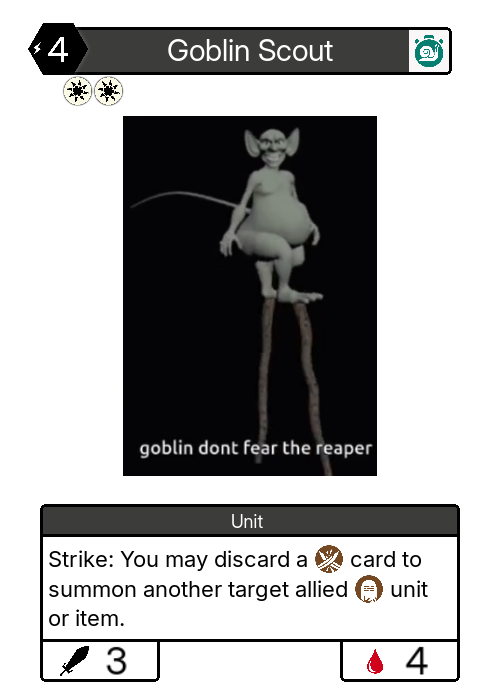 4
Goblin Scout
goblin dont fear the reaper
Unit
Strike: You may discard a card to
summon another target allied unit
or item.
3
4